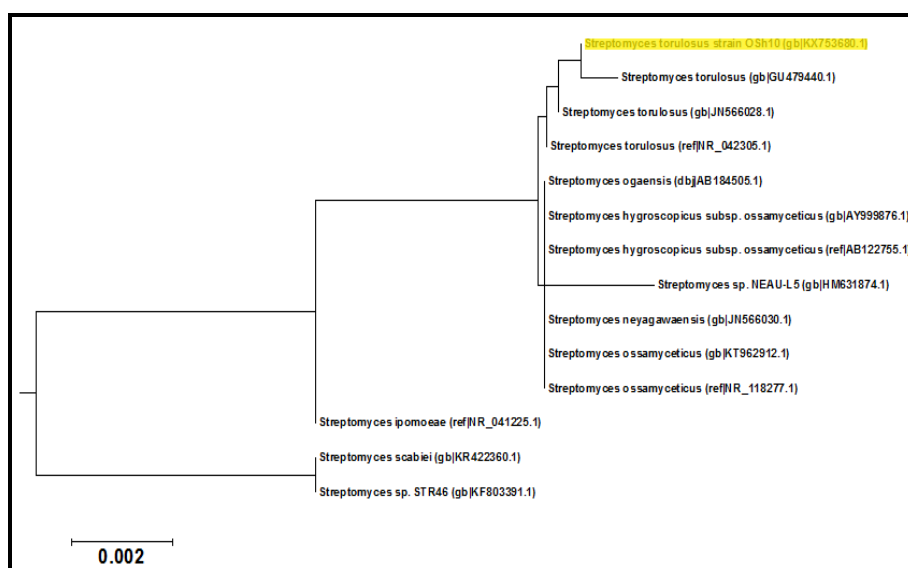 Streptomyces torulosus strain OSh10 (gb|KX753680.1)
Streptomyces torulosus (gb|GU479440.1)
Streptomyces torulosus (gb|JN566028.1)
Streptomyces torulosus (ref|NR_042305.1)
Streptomyces ogaensis (dbj|AB184505.1)
Streptomyces hygroscopicus subsp. ossamyceticus (gb|AY999876.1)
Streptomyces hygroscopicus subsp. ossamyceticus (ref|AB122755.1)
Streptomyces sp. NEAU-L5 (gb|HM631874.1)
Streptomyces neyagawaensis (gb|JN566030.1)
Streptomyces ossamyceticus (gb|KT962912.1)
Streptomyces ossamyceticus (ref|NR_118277.1)
Streptomyces ipomoeae (ref|NR_041225.1)
Streptomyces scabiei (gb|KR422360.1)
Streptomyces sp. STR46 (gb|KF803391.1)
0.002